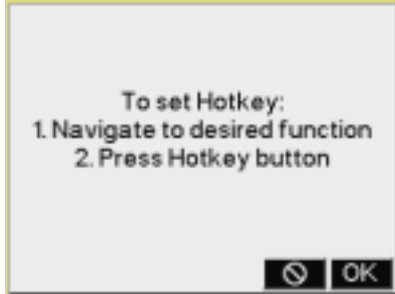 To set Hotkey:
1. Navigate to desired function
2. Press Hotkey button
OK